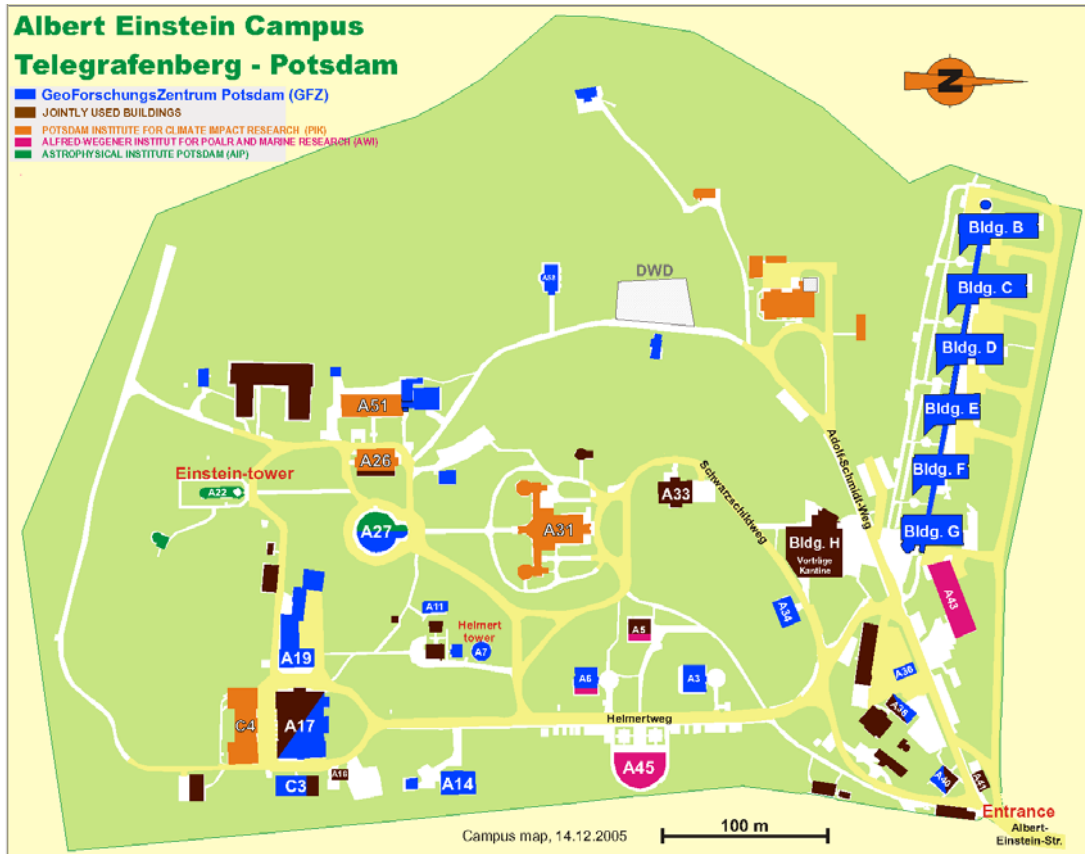 Albert Einstein Campus
Telegrafenberg - Potsdam
GeoForschungsZentrum Potsdam (GFZ)
JOINTLY USED BUILDINGS
POTSDAM INSTITUTE FOR CLIMATE IMPACT RESEARCH (PIK)
ALFRED-WEGENER INSTITUT FOR POALR AND MARINE RESEARCH (AWI)
ASTROPHYSICAL INSTITUTE POTSDAM (AIP)
N
Bldg. B
DWD
Bldg. C
Bldg. D
A51
Bldg. E
Adolf-Schmidt-Weg
A26
Einstein-tower
Bldg. F
Schwarzschildweg
A22
A33
A27
A31
Bldg. G
Bldg. H
Vorträge
Kantine
A43
A11
A34
Helmert
tower
A5
A7
A19
A6
A3
C4
A17
Helmertweg
A45
A16
C3
A14
A40
A41
Entrance
Albert-
Einstein-Str.
100 m
Campus map, 14.12.2005